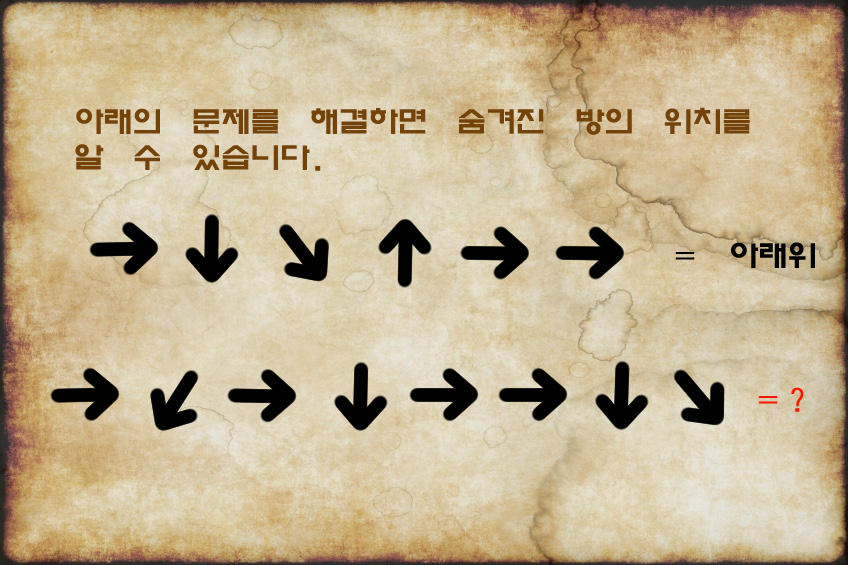 아래의 문제를 해결하면 숨겨진 방의 위치를
알 수 있습니다.
→ ↓ ↘ ↑ → → = 아래위
→ ↙ → ↓ → → ↓ ↘ = ?